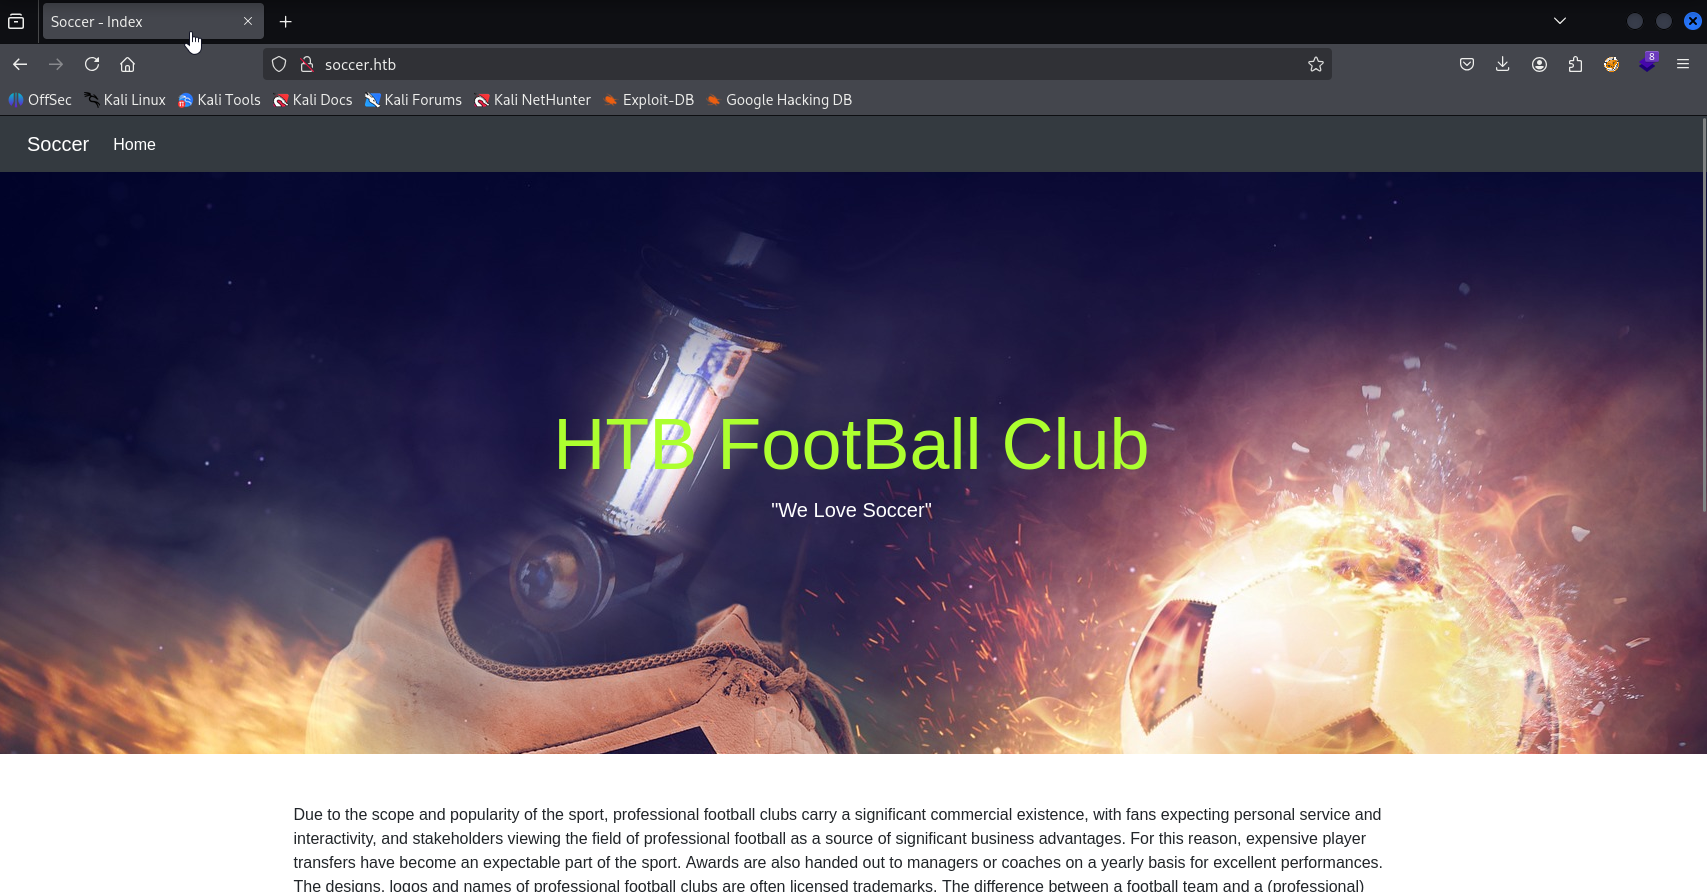 Soccer - Index
soccer.htb
8
OffSec Kali Linux Kali Tools Kali Docs Kali Forums Kali NetHunter Exploit-DB Google Hacking DB
Soccer Home
HTB FootBall Club
"We Love Soccer"
Due to the scope and popularity of the sport, professional football clubs carry a significant commercial existence, with fans expecting personal service and
interactivity, and stakeholders viewing the field of professional football as a source of significant business advantages. For this reason, expensive player
transfers have become an expectable part of the sport. Awards are also handed out to managers or coaches on a yearly basis for excellent performances.
The designs, logos and names of professional football clubs are often licensed trademarks. The difference between a football team and a (professional)